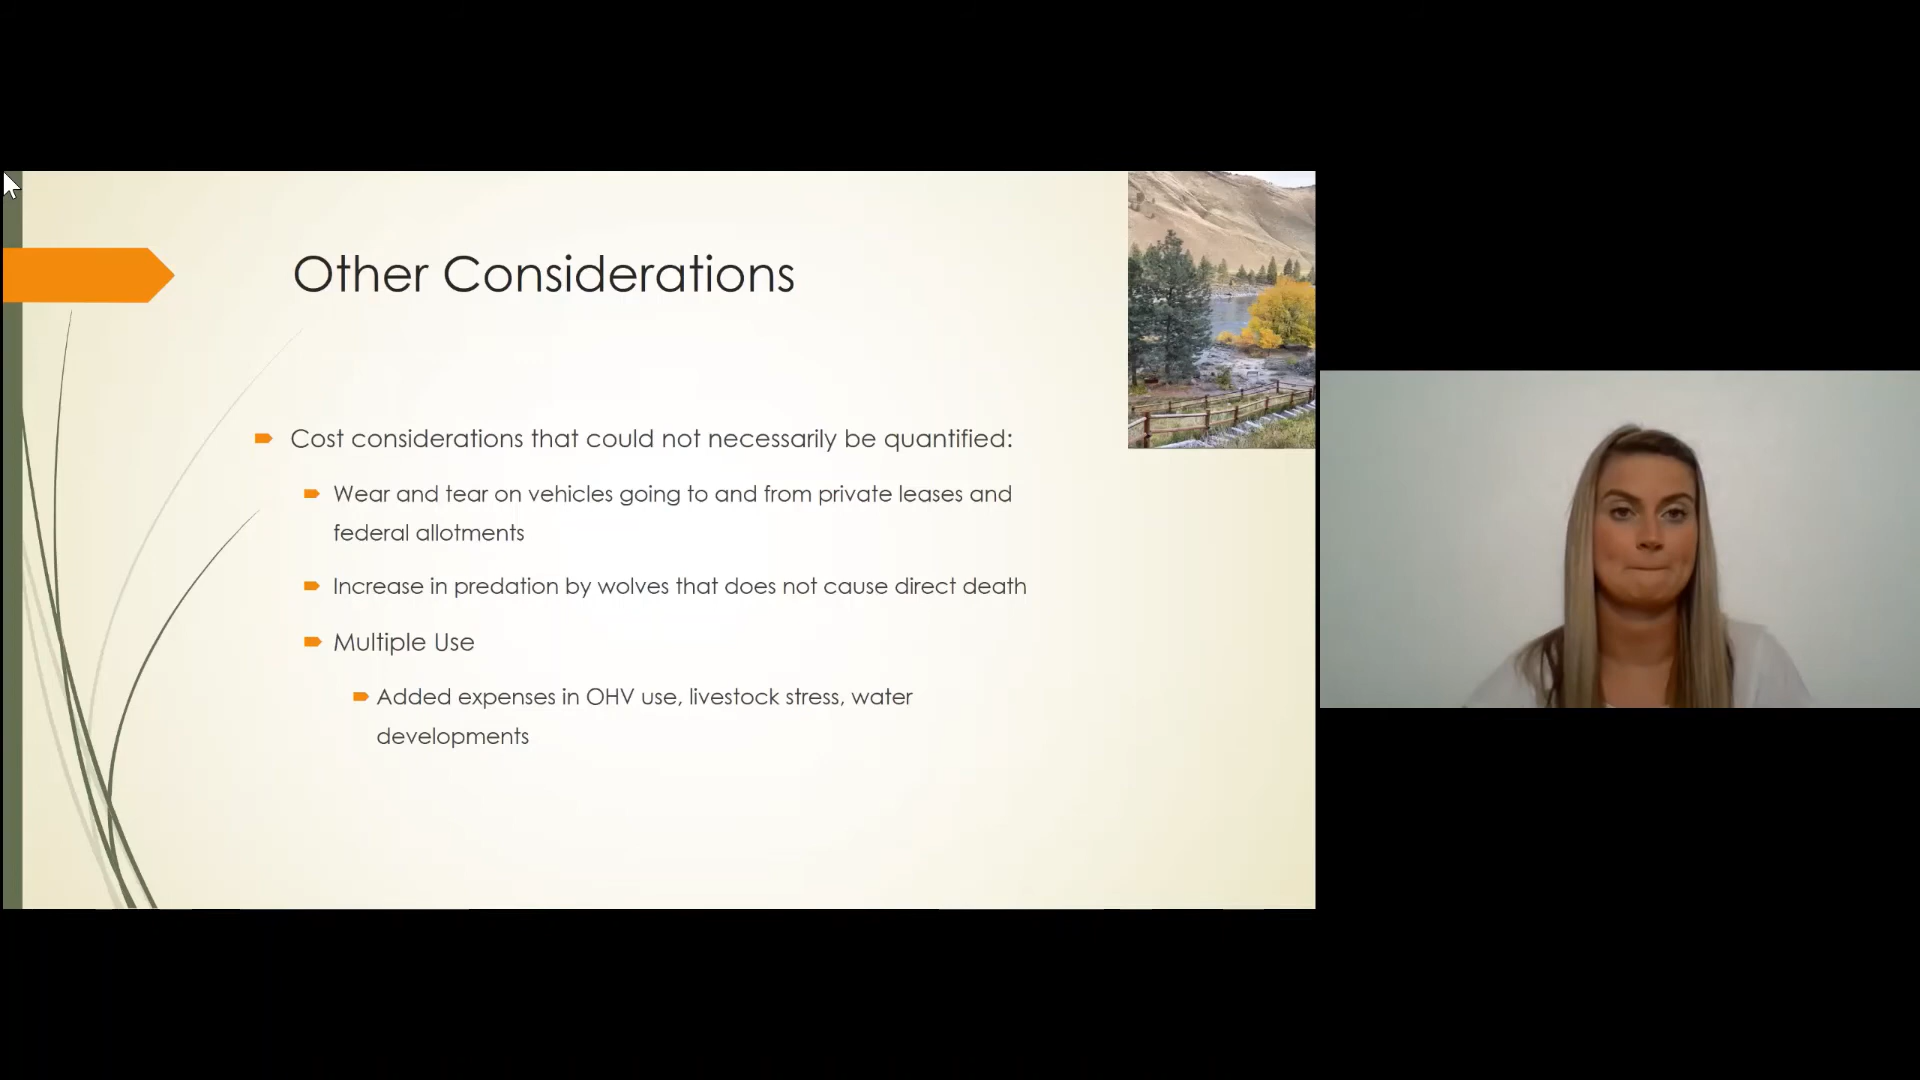 Other Considerations
Cost considerations that could not necessarily be quantified:
Wear and tear on vehicles going to and from private leases and
federal allotments
Increase in predation by wolves that does not cause direct death
Multiple Use
Added expenses in OHV use, livestock stress, water
developments